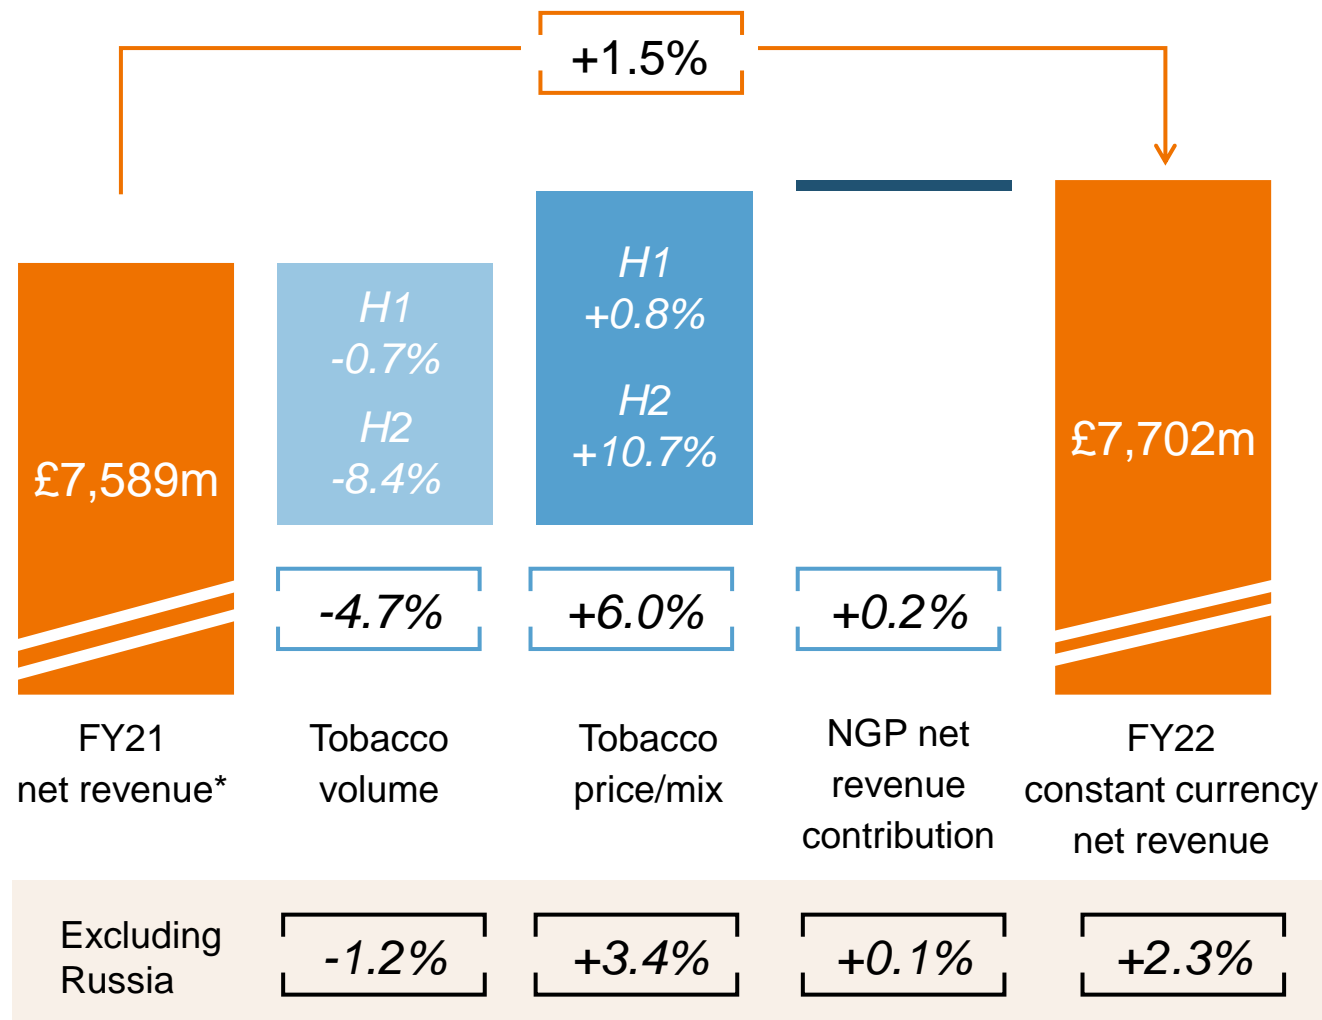 +1.5%
£7,589m
H1
-0.7%
H2
-8.4%
H1
+0.8%
H2
+10.7%
£7,702m
-4.7%
+6.0%
+0.2%
FY21
net revenue*
Tobacco
volume
Tobacco
price/mix
NGP net
revenue
contribution
FY22
constant currency
net revenue
Excluding
Russia
-1.2%
+3.4%
+0.1%
+2.3%